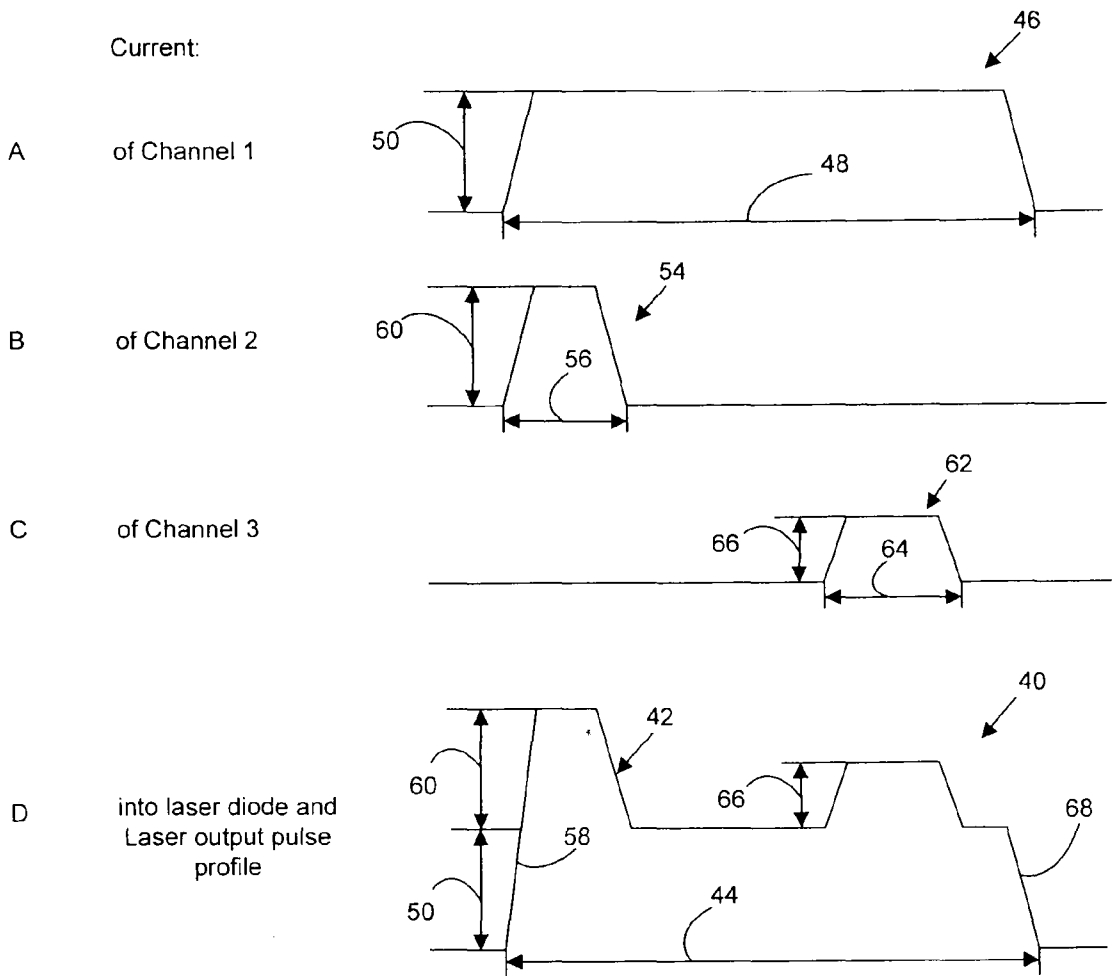 Current:
46
50
A of Channel 1
48
54
60
B of Channel 2
56
62
C of Channel 3
66
64
40
42
60
66
D into laser diode and
Laser output pulse
profile
58
68
50
44